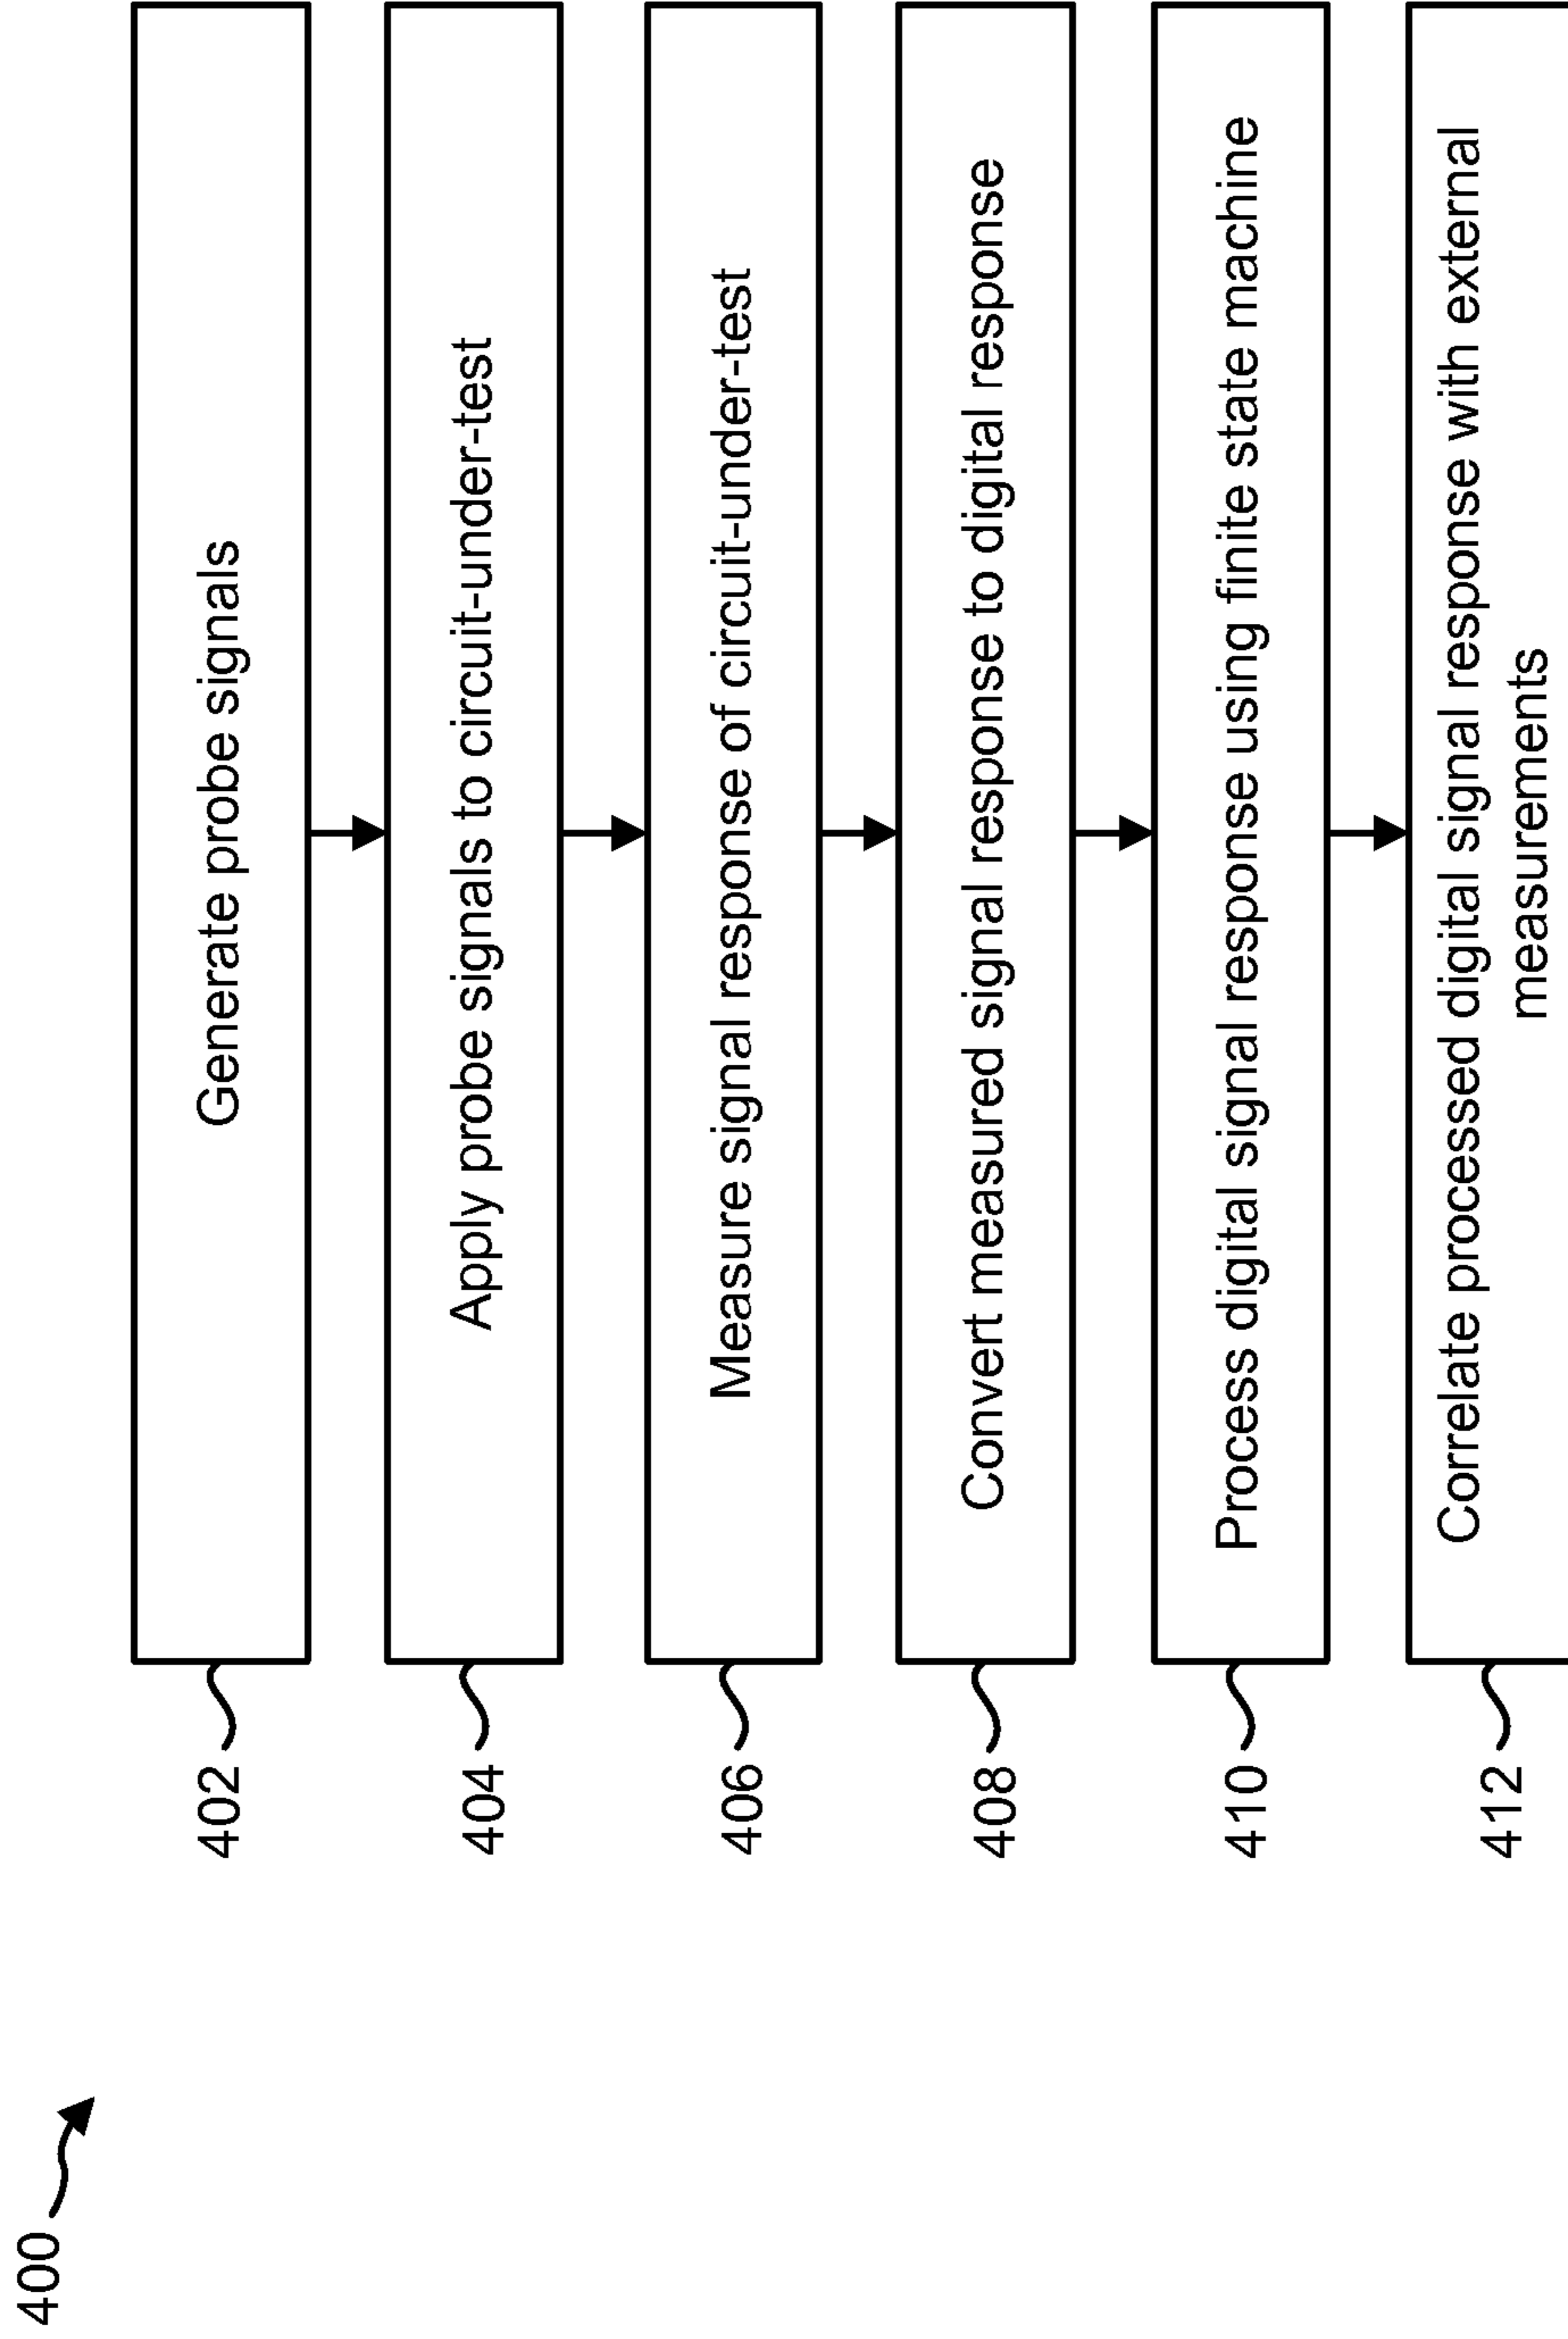 400
402
Generate probe signals
404
Apply probe signals to circuit-under-test
406
Measure signal response of circuit-under-test
408
Convert measured signal response to digital response
410
Process digital signal response using finite state machine
412
Correlate processed digital signal response with external
measurements